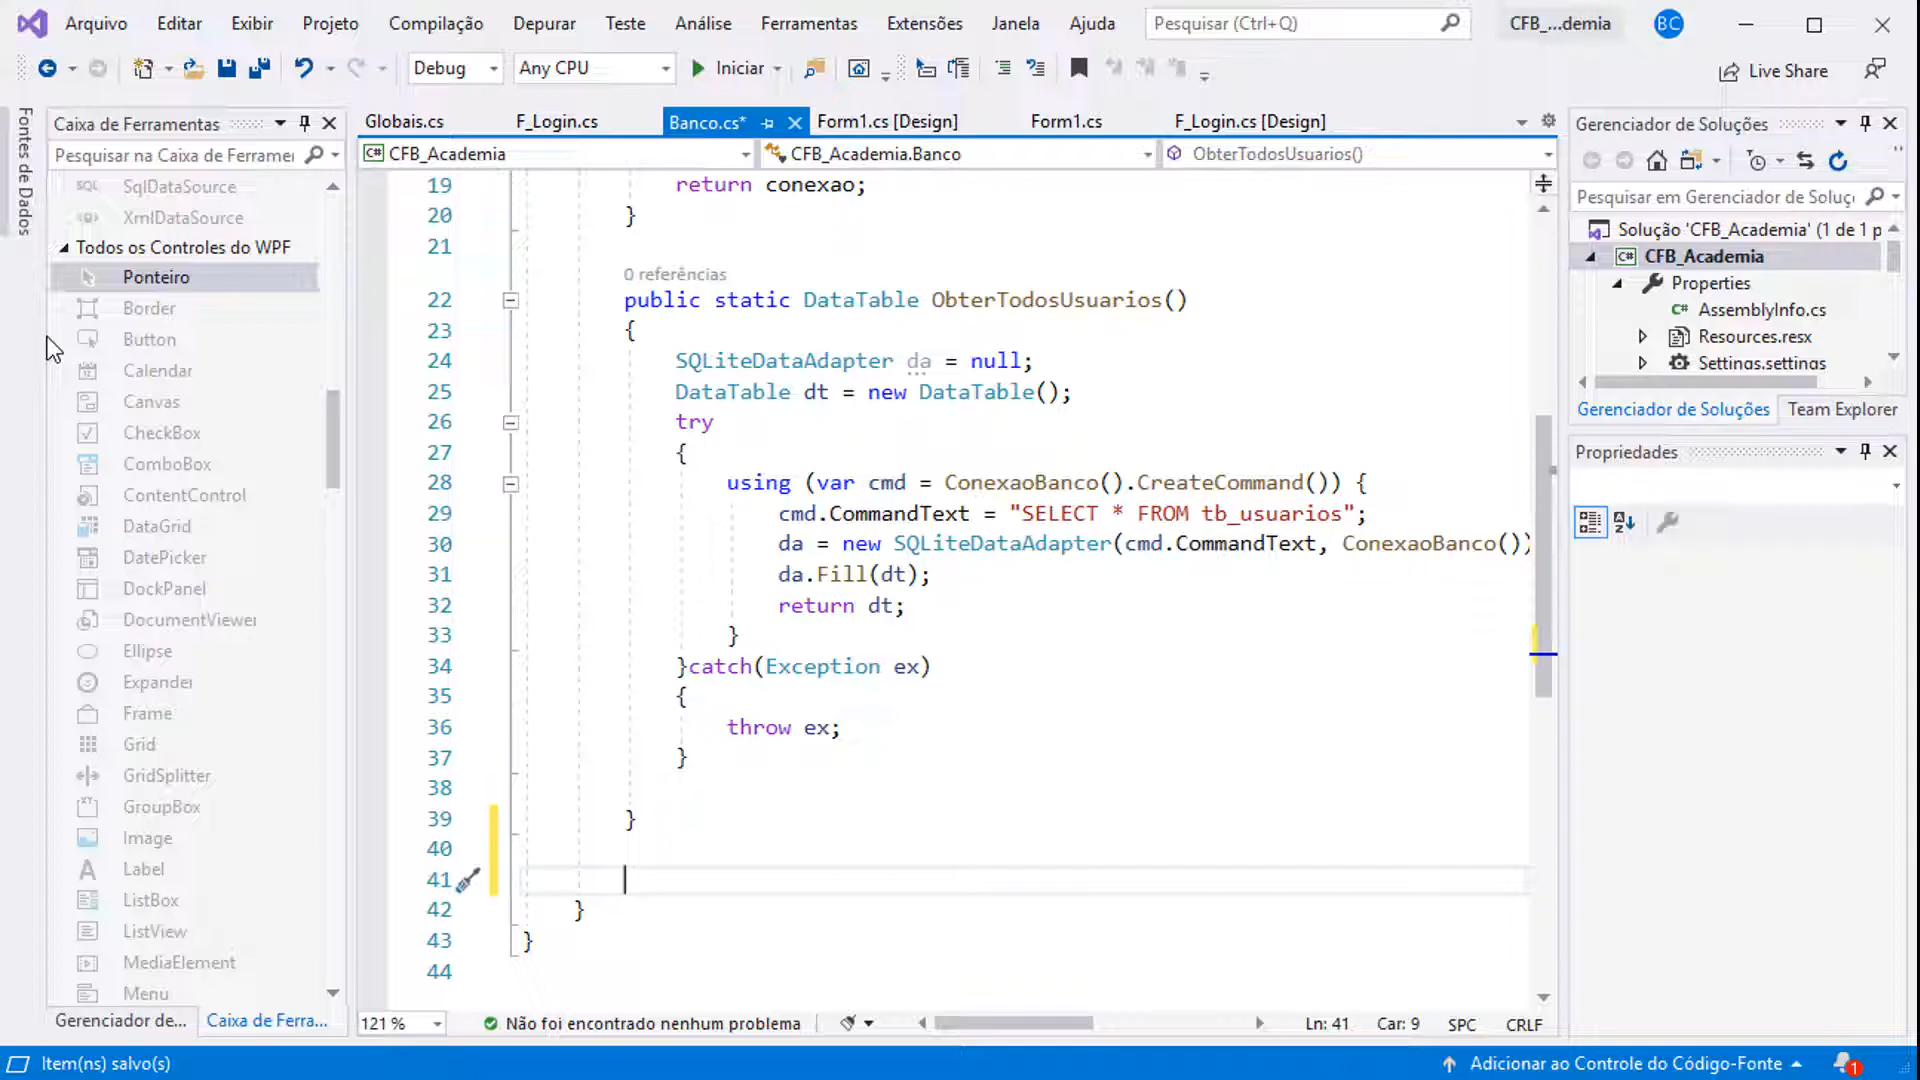 Arquivo Editar Exibir Projeto Compilação Depurar Teste Análise Ferramentas Extensões Janela Ajuda Pesquisar (Ctrl+Q) CFB_...demia BC
Debug Any CPU Iniciar Live Share
Fontes de Dados
Caixa de Ferramentas
Pesquisar na Caixa de Ferramei
SqlDataSource
XmlDataSource
Todos os Controles do WPF
Ponteiro
Border
Button
Calendar
Canvas
CheckBox
ComboBox
ContentControl
DataGrid
DatePicker
DockPanel
DocumentViewer
Ellipse
Expander
Frame
Grid
GridSplitter
GroupBox
Image
Label
ListBox
ListView
MediaElement
Menu
Gerenciador de... Caixa de Ferra...
Globais.cs F_Login.cs Banco.cs* Form1.cs [Design] Form1.cs F_Login.cs [Design]
CFB_Academia CFB_Academia.Banco ObterTodosUsuarios()
19 return conexao;
20 }
21
0 referências
22 public static DataTable ObterTodosUsuarios()
23 {
24 SQLiteDataAdapter da = null;
25 DataTable dt = new DataTable();
26 try
27 {
28 using (var cmd = ConexaoBanco().CreateCommand()) {
29 cmd.CommandText = "SELECT * FROM tb_usuarios";
30 da = new SQLiteDataAdapter(cmd.CommandText, ConexaoBanco())
31 da.Fill(dt);
32 return dt;
33 }
34 }catch(Exception ex)
35 {
36 throw ex;
37 }
38
39 }
40
41
42 }
43 }
44
121 % Não foi encontrado nenhum problema Ln: 41 Car: 9 SPC CRLF
Gerenciador de Soluções
Pesquisar em Gerenciador de Soluç
Solução 'CFB_Academia' (1 de 1 p
CFB_Academia
Properties
AssemblyInfo.cs
Resources.resx
Settings.settings
Gerenciador de Soluções Team Explorer
Propriedades
Item(ns) salvo(s) Adicionar ao Controle do Código-Fonte 1